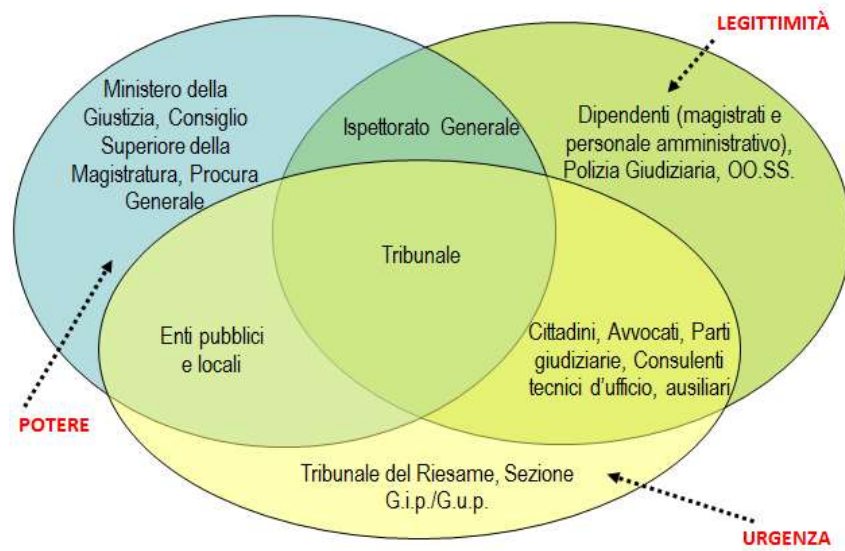 LEGITTIMITÀ
Ministero della
Giustizia, Consiglio
Superiore della
Magistratura, Procura
Generale
Ispettorato Generale
Dipendenti (magistrati e
personale amministrativo),
Polizia Giudiziaria, OO.SS.
Tribunale
Enti pubblici
e locali
Cittadini, Avvocati, Parti
giudiziarie, Consulenti
tecnici d'ufficio, ausiliari
POTERE
Tribunale del Riesame, Sezione
G.i.p./G.u.p.
URGENZA